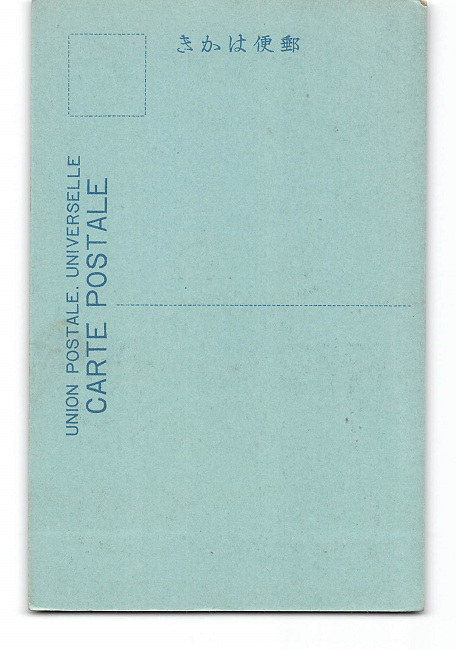 郵便はかき
UNION POSTALE. UNIVERSELLE
CARTE POSTALE